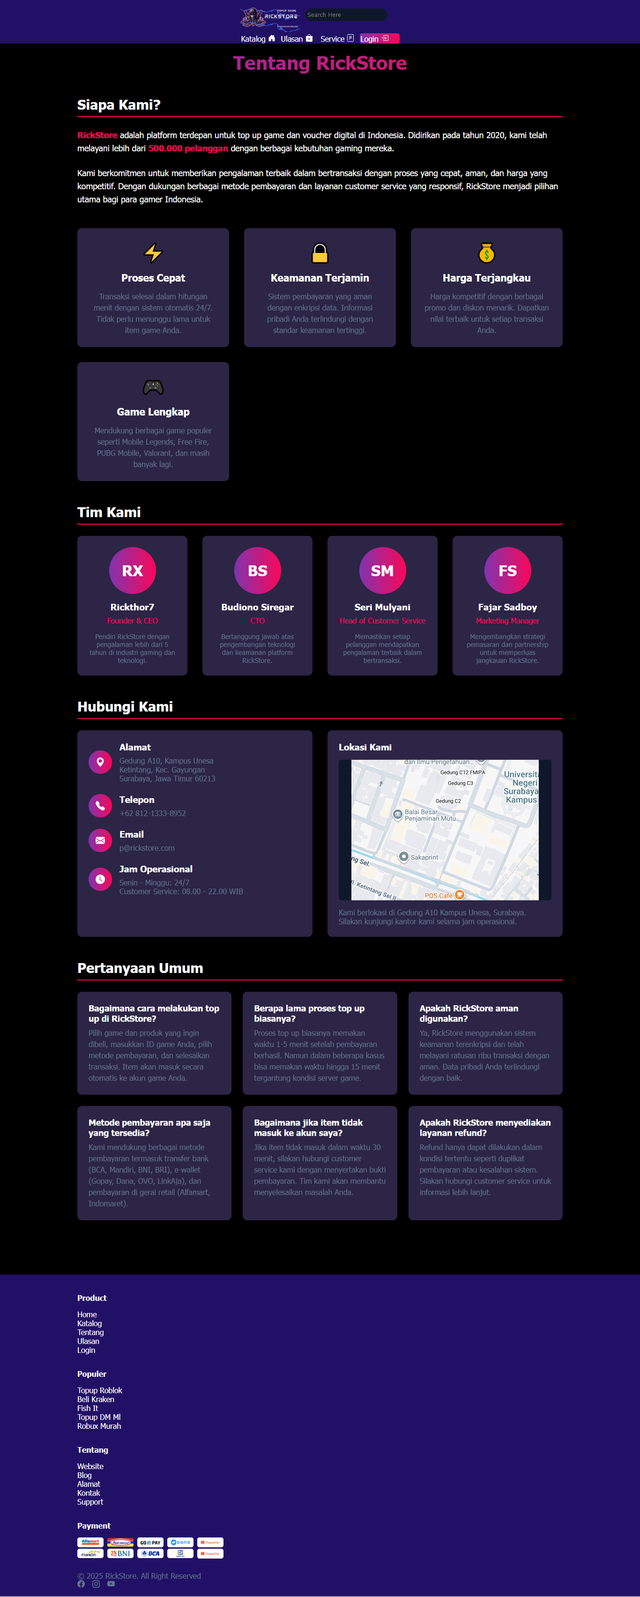 TOPUP GAME
RICKSTORE
Search Here
Katalog
Ulasan
Service
Login
Tentang RickStore
Siapa Kami?
RickStore adalah platform terdepan untuk top up game dan voucher digital di Indonesia. Didirikan pada tahun 2020, kami telah
melayani lebih dari 500.000 pelanggan dengan berbagai kebutuhan gaming mereka.
Kami berkomitmen untuk memberikan pengalaman terbaik dalam bertransaksi dengan proses yang cepat, aman, dan harga yang
kompetitif. Dengan dukungan berbagai metode pembayaran dan layanan customer service yang responsif, RickStore menjadi pilihan
utama bagi para gamer Indonesia.
Proses Cepat
Transaksi selesai dalam hitungan
menit dengan sistem otomatis 24/7.
Tidak perlu menunggu lama untuk
item game Anda.
Keamanan Terjamin
Sistem pembayaran yang aman
dengan enkripsi data. Informasi
pribadi Anda terlindungi dengan
standar keamanan tertinggi.
Harga Terjangkau
Harga kompetitif dengan berbagai
promo dan diskon menarik. Dapatkan
nilai terbaik untuk setiap transaksi
Anda.
Game Lengkap
Mendukung berbagai game populer
seperti Mobile Legends, Free Fire,
PUBG Mobile, Valorant, dan masih
banyak lagi.
Tim Kami
RX
Rickthor7
Founder & CEO
Pendiri RickStore dengan
pengalaman lebih dari 5
tahun di industri gaming dan
teknologi.
BS
Budiono Siregar
CTO
Bertanggung jawab atas
pengembangan teknologi
dan keamanan platform
RickStore.
SM
Seri Mulyani
Head of Customer Service
Memastikan setiap
pelanggan mendapatkan
pengalaman terbaik dalam
bertransaksi.
FS
Fajar Sadboy
Marketing Manager
Mengembangkan strategi
pemasaran dan partnership
untuk memperluas
jangkauan RickStore.
Hubungi Kami
Alamat
Gedung A10, Kampus Unesa
Ketintang, Kec. Gayungan
Surabaya, Jawa Timur 60213
Telepon
+62 812-1333-8952
Email
p@rickstore.com
Jam Operasional
Senin - Minggu: 24/7
Customer Service: 08.00 - 22.00 WIB
Lokasi Kami
dan Ilmu Pengetahuan...
Gedung C12 FMIPA
Gedung C3
Gedung C2
Universita
Negeri
Surabaya
Kampus
Balai Besar
Penjaminan Mutu...
Sakaprint
ng Sel.
Ketintang Sel
POS Cafe
Kami berlokasi di Gedung A10 Kampus Unesa, Surabaya.
Silakan kunjungi kantor kami selama jam operasional.
Pertanyaan Umum
Bagaimana cara melakukan top
up di RickStore?
Pilih game dan produk yang ingin
dibeli, masukkan ID game Anda, pilih
metode pembayaran, dan selesaikan
transaksi. Item akan masuk secara
otomatis ke akun game Anda.
Berapa lama proses top up
biasanya?
Proses top up biasanya memakan
waktu 1-5 menit setelah pembayaran
berhasil. Namun dalam beberapa kasus
bisa memakan waktu hingga 15 menit
tergantung kondisi server game.
Apakah RickStore aman
digunakan?
Ya, RickStore menggunakan sistem
keamanan terenkripsi dan telah
melayani ratusan ribu transaksi dengan
aman. Data pribadi Anda terlindungi
dengan baik.
Metode pembayaran apa saja
yang tersedia?
Kami mendukung berbagai metode
pembayaran termasuk transfer bank
(BCA, Mandiri, BNI, BRI), e-wallet
(Gopay, Dana, OVO, LinkAja), dan
pembayaran di gerai retail (Alfamart,
Indomaret).
Bagaimana jika item tidak
masuk ke akun saya?
Jika item tidak masuk dalam waktu 30
menit, silakan hubungi customer
service kami dengan menyertakan bukti
pembayaran. Tim kami akan membantu
menyelesaikan masalah Anda.
Apakah RickStore menyediakan
layanan refund?
Refund hanya dapat dilakukan dalam
kondisi tertentu seperti duplikat
pembayaran atau kesalahan sistem.
Silakan hubungi customer service untuk
informasi lebih lanjut.
Product
Home
Katalog
Tentang
Ulasan
Login
Populer
Topup Roblok
Beli Kraken
Fish It
Topup DM Ml
Robux Murah
Tentang
Website
Blog
Alamat
Kontak
Support
Payment
Alfamart
Indomaret
GOPAY
DANA
ShopeePay
mandiri
BNI
BCA
ShopeePay
© 2025 RickStore. All Right Reserved